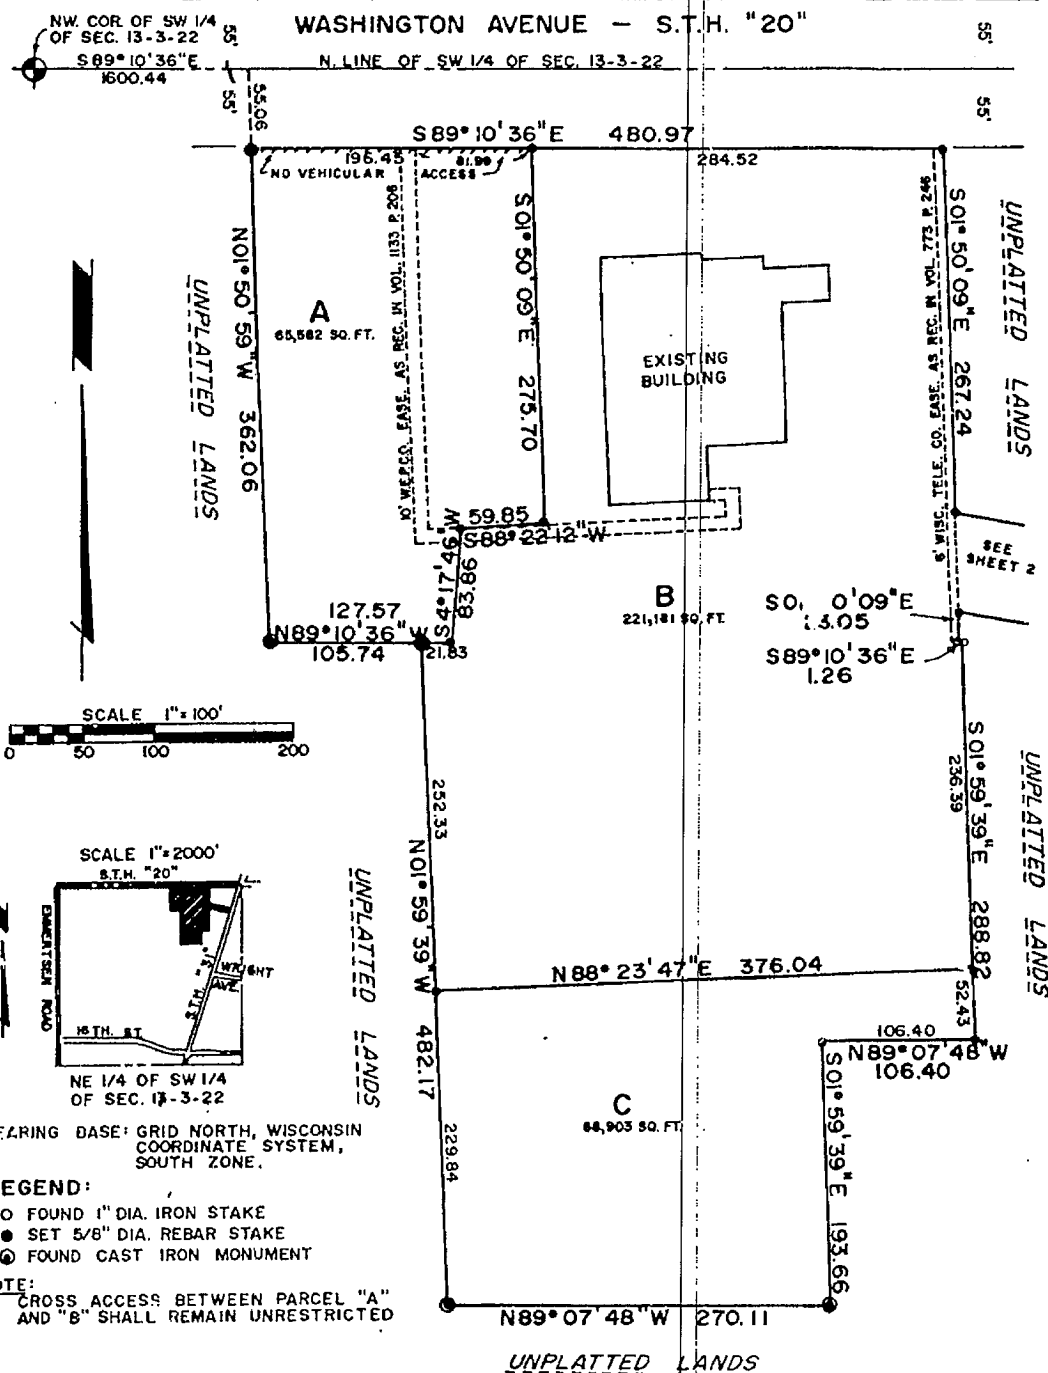 NW. COR. OF SW 1/4
OF SEC. 13-3-22
S89°10'36"E
1600.44
WASHINGTON AVENUE — S.T.H. "20"
N. LINE OF SW 1/4 OF SEC. 13-3-22
55'
55'
55'
55'
55.06
S89°10'36"E 480.97
196.45
81.99
284.52
NO VEHICULAR ACCESS
N01°50'59"W 362.06
UNPLATTED LANDS
A
65,582 SQ. FT.
10' W.E.P.CO. EASE. AS REC. IN VOL. 1133 P. 206
S01°50'09"E 275.70
EXISTING
BUILDING
6' WISC. TELE. CO. EASE. AS REC. IN VOL. 773 P. 246
S01°50'09"E 267.24
UNPLATTED LANDS
59.85
S88°22'12"W
S4°17'46"W
83.86
SEE
SHEET 2
B
221,181 SQ. FT.
0'09"E
3.05
S89°10'36"E
1.26
127.57
N89°10'36"W
105.74
21.83
SCALE 1"=100'
0 50 100 200
252.33
N01°59'39"W 482.17
229.84
UNPLATTED LANDS
S01°59'39"E 288.82
236.39
52.43
UNPLATTED LANDS
N88°23'47"E 376.04
106.40
N89°07'48"W
106.40
C
68,903 SQ. FT.
S01°59'39"E 193.66
N89°07'48"W 270.11
UNPLATTED LANDS
SCALE 1"=2000'
S.T.H. "20"
EMMERTSEN ROAD
S.T.H. "31"
WRIGHT
AVE.
16TH. ST.
NE 1/4 OF SW 1/4
OF SEC. 13-3-22
EARING BASE: GRID NORTH, WISCONSIN
COORDINATE SYSTEM,
SOUTH ZONE.
EGEND:
O FOUND 1" DIA. IRON STAKE
● SET 5/8" DIA. REBAR STAKE
FOUND CAST IRON MONUMENT
OTE:
CROSS ACCESS BETWEEN PARCEL "A"
AND "B" SHALL REMAIN UNRESTRICTED